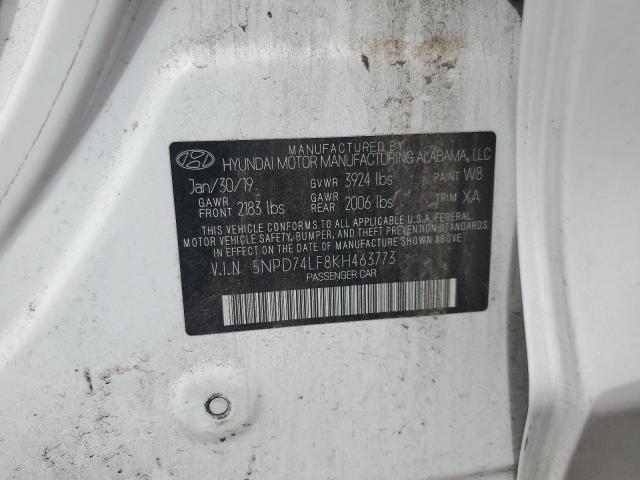 MANUFACTURED BY
HYUNDAI MOTOR MANUFACTURING ALABAMA, LLC
Jan/30/19 GVWR 3924 lbs PAINT W8
GAWR FRONT 2183 lbs GAWR REAR 2006 lbs TRIM XA
THIS VEHICLE CONFORMS TO ALL APPLICABLE U.S.A. FEDERAL
MOTOR VEHICLE SAFETY, BUMPER, AND THEFT PREVENTION
STANDARDS IN EFFECT ON THE DATE OF MANUFACTURE SHOWN ABOVE.
V.I.N 5NPD74LF8KH463773
PASSENGER CAR